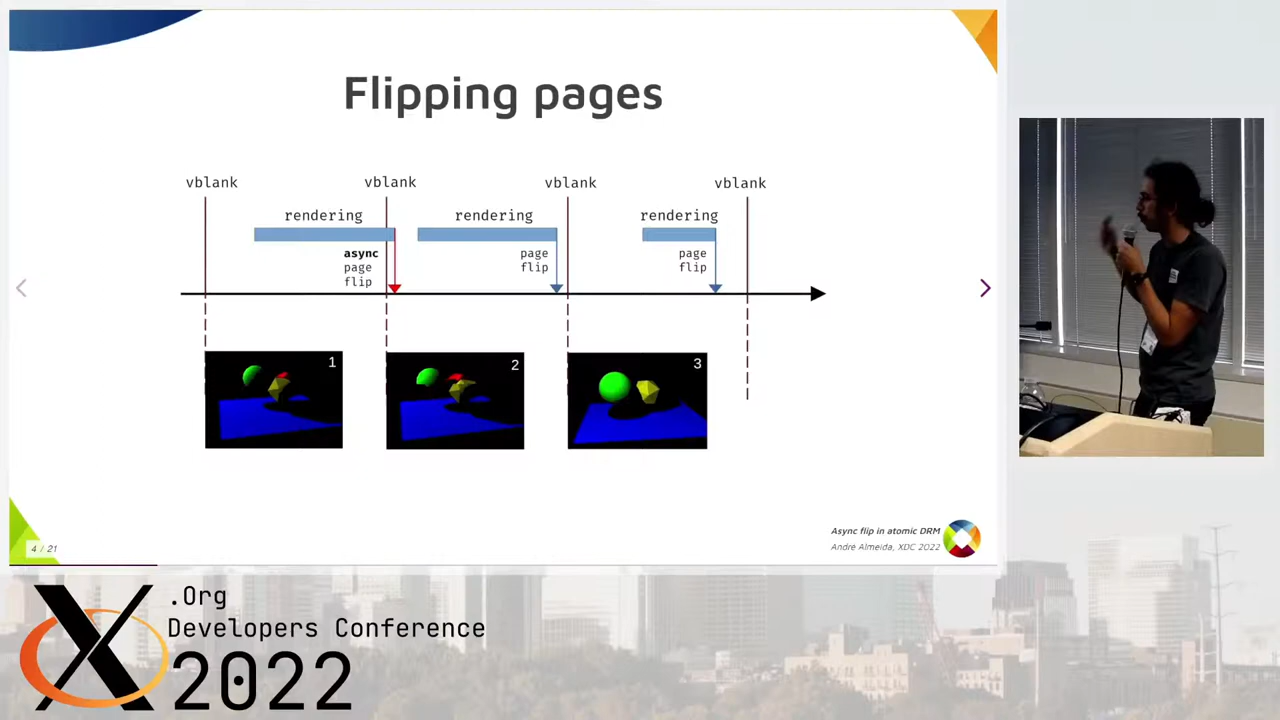 Flipping pages
vblank vblank vblank vblank
rendering rendering rendering
async
page
flip
page
flip
page
flip
1
2
3
Async flip in atomic DRM
André Almeida, XDC 2022
4 / 21
X
.Org
Developers Conference
2022